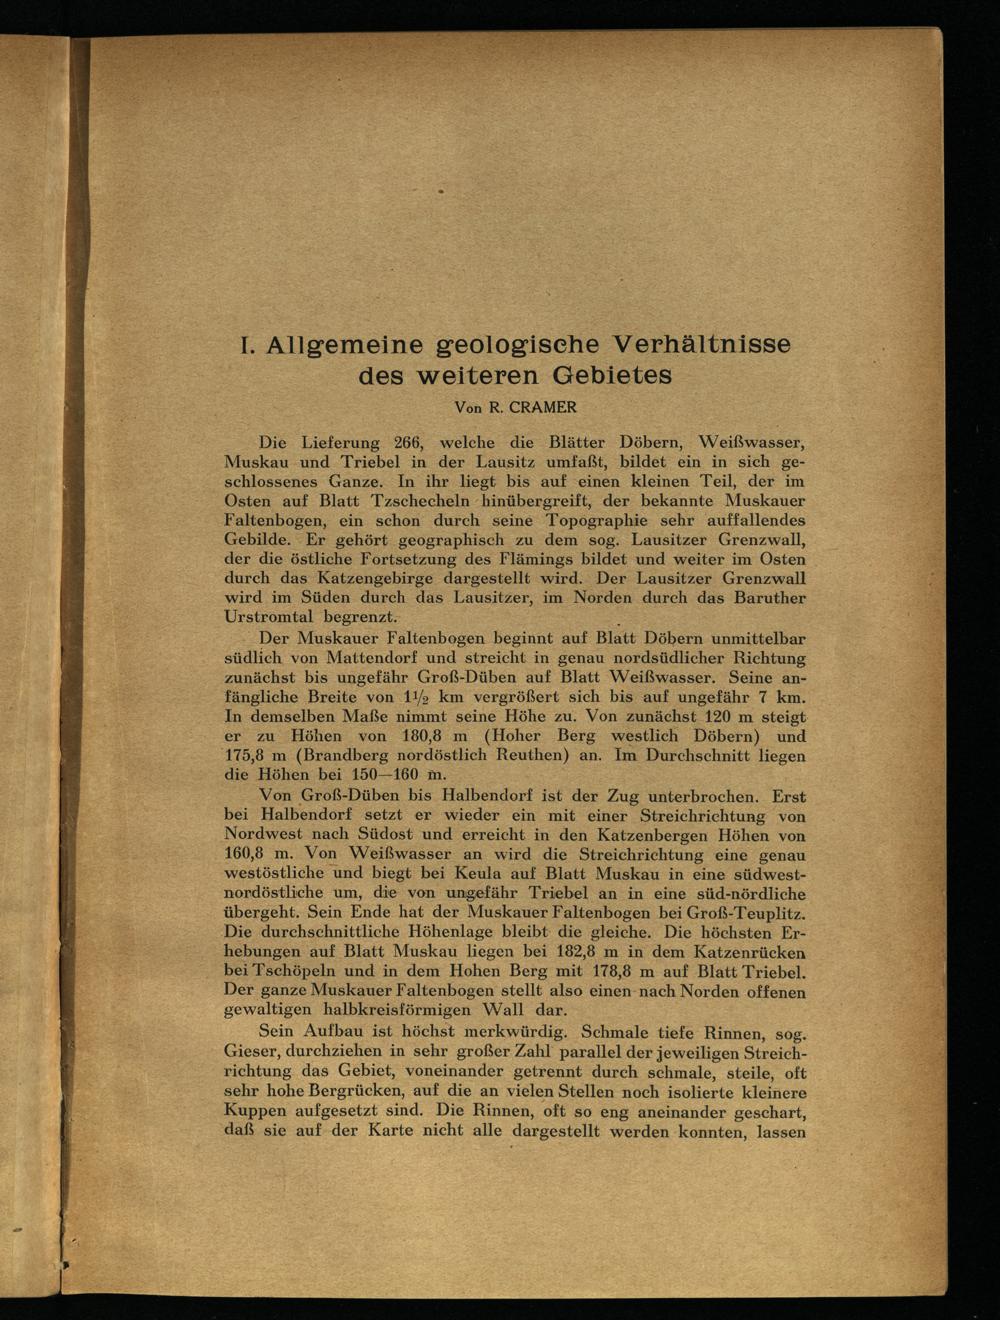 I. Allgemeine geologische Verhältnisse
des weiteren Gebietes
Von R. CRAMER
Die Lieferung 266, welche die Blätter Döbern, Weißwasser,
Muskau und Triebel in der Lausitz umfaßt, bildet ein in sich ge-
schlossenes Ganze. In ihr liegt bis auf einen kleinen Teil, der im
Osten auf Blatt Tzschecheln hinübergreift, der bekannte Muskauer
Faltenbogen, ein schon durch seine Topographie sehr auffallendes
Gebilde. Er gehört geographisch zu dem sog. Lausitzer Grenzwall,
der die östliche Fortsetzung des Flämings bildet und weiter im Osten
durch das Katzengebirge dargestellt wird. Der Lausitzer Grenzwall
wird im Süden durch das Lausitzer, im Norden durch das Baruther
Urstromtal begrenzt.
Der Muskauer Faltenbogen beginnt auf Blatt Döbern unmittelbar
südlich von Mattendorf und streicht in genau nordsüdlicher Richtung
zunächst bis ungefähr Groß-Düben auf Blatt Weißwasser. Seine an-
fängliche Breite von 1½ km vergrößert sich bis auf ungefähr 7 km.
In demselben Maße nimmt seine Höhe zu. Von zunächst 120 m steigt
er zu Höhen von 180,8 m (Hoher Berg westlich Döbern) und
175,8 m (Brandberg nordöstlich Reuthen) an. Im Durchschnitt liegen
die Höhen bei 150—160 m.
Von Groß-Düben bis Halbendorf ist der Zug unterbrochen. Erst
bei Halbendorf setzt er wieder ein mit einer Streichrichtung von
Nordwest nach Südost und erreicht in den Katzenbergen Höhen von
160,8 m. Von Weißwasser an wird die Streichrichtung eine genau
westöstliche und biegt bei Keula auf Blatt Muskau in eine südwest-
nordöstliche um, die von ungefähr Triebel an in eine süd-nördliche
übergeht. Sein Ende hat der Muskauer Faltenbogen bei Groß-Teuplitz.
Die durchschnittliche Höhenlage bleibt die gleiche. Die höchsten Er-
hebungen auf Blatt Muskau liegen bei 182,8 m in dem Katzenrücken
bei Tschöpeln und in dem Hohen Berg mit 178,8 m auf Blatt Triebel.
Der ganze Muskauer Faltenbogen stellt also einen nach Norden offenen
gewaltigen halbkreisförmigen Wall dar.
Sein Aufbau ist höchst merkwürdig. Schmale tiefe Rinnen, sog.
Gieser, durchziehen in sehr großer Zahl parallel der jeweiligen Streich-
richtung das Gebiet, voneinander getrennt durch schmale, steile, oft
sehr hohe Bergrücken, auf die an vielen Stellen noch isolierte kleinere
Kuppen aufgesetzt sind. Die Rinnen, oft so eng aneinander geschart,
daß sie auf der Karte nicht alle dargestellt werden konnten, lassen